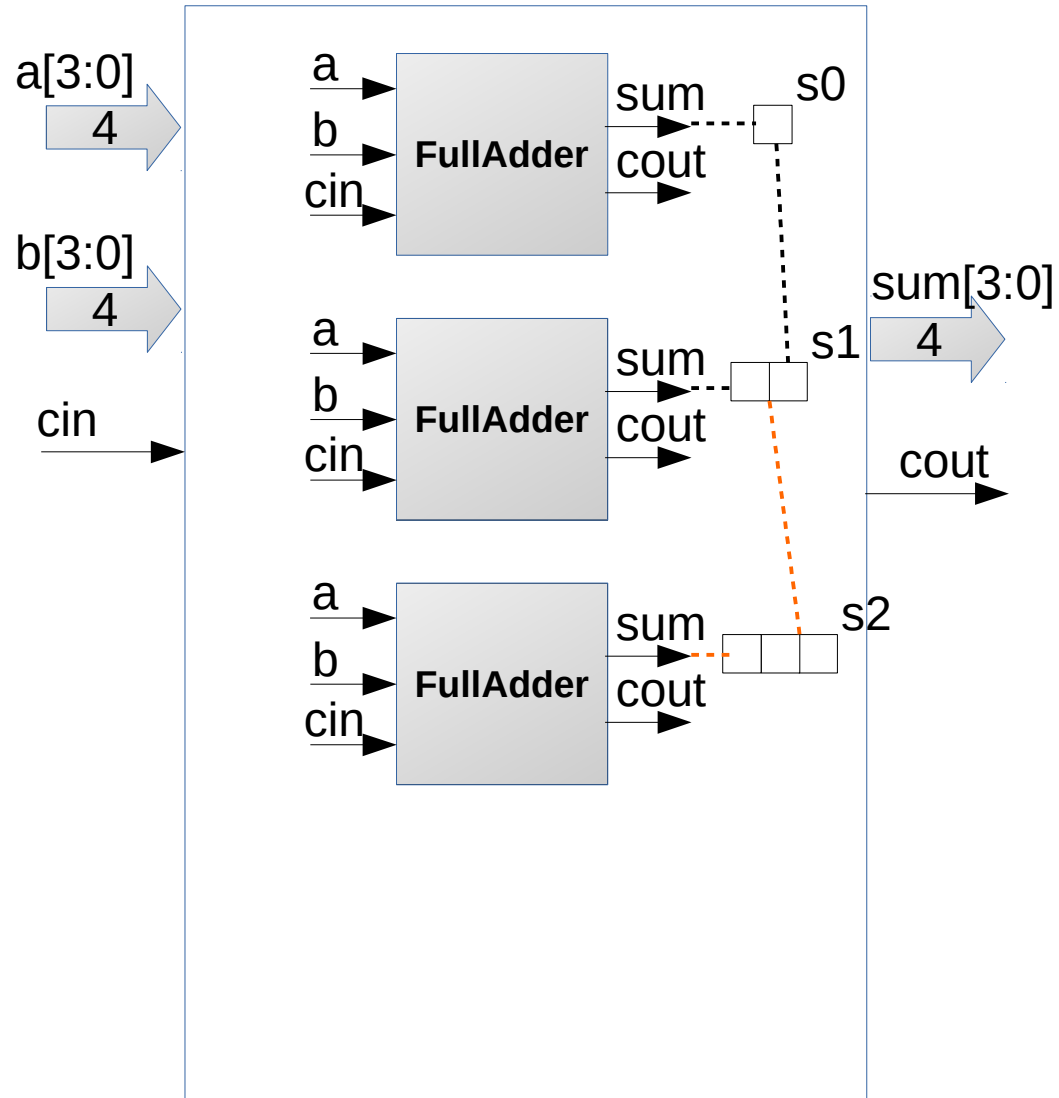 a[3:0]
4
b[3:0]
4
cin
a
b
cin
FullAdder
sum
cout
s0
a
b
cin
FullAdder
sum
cout
s1
a
b
cin
FullAdder
sum
cout
s2
sum[3:0]
4
cout